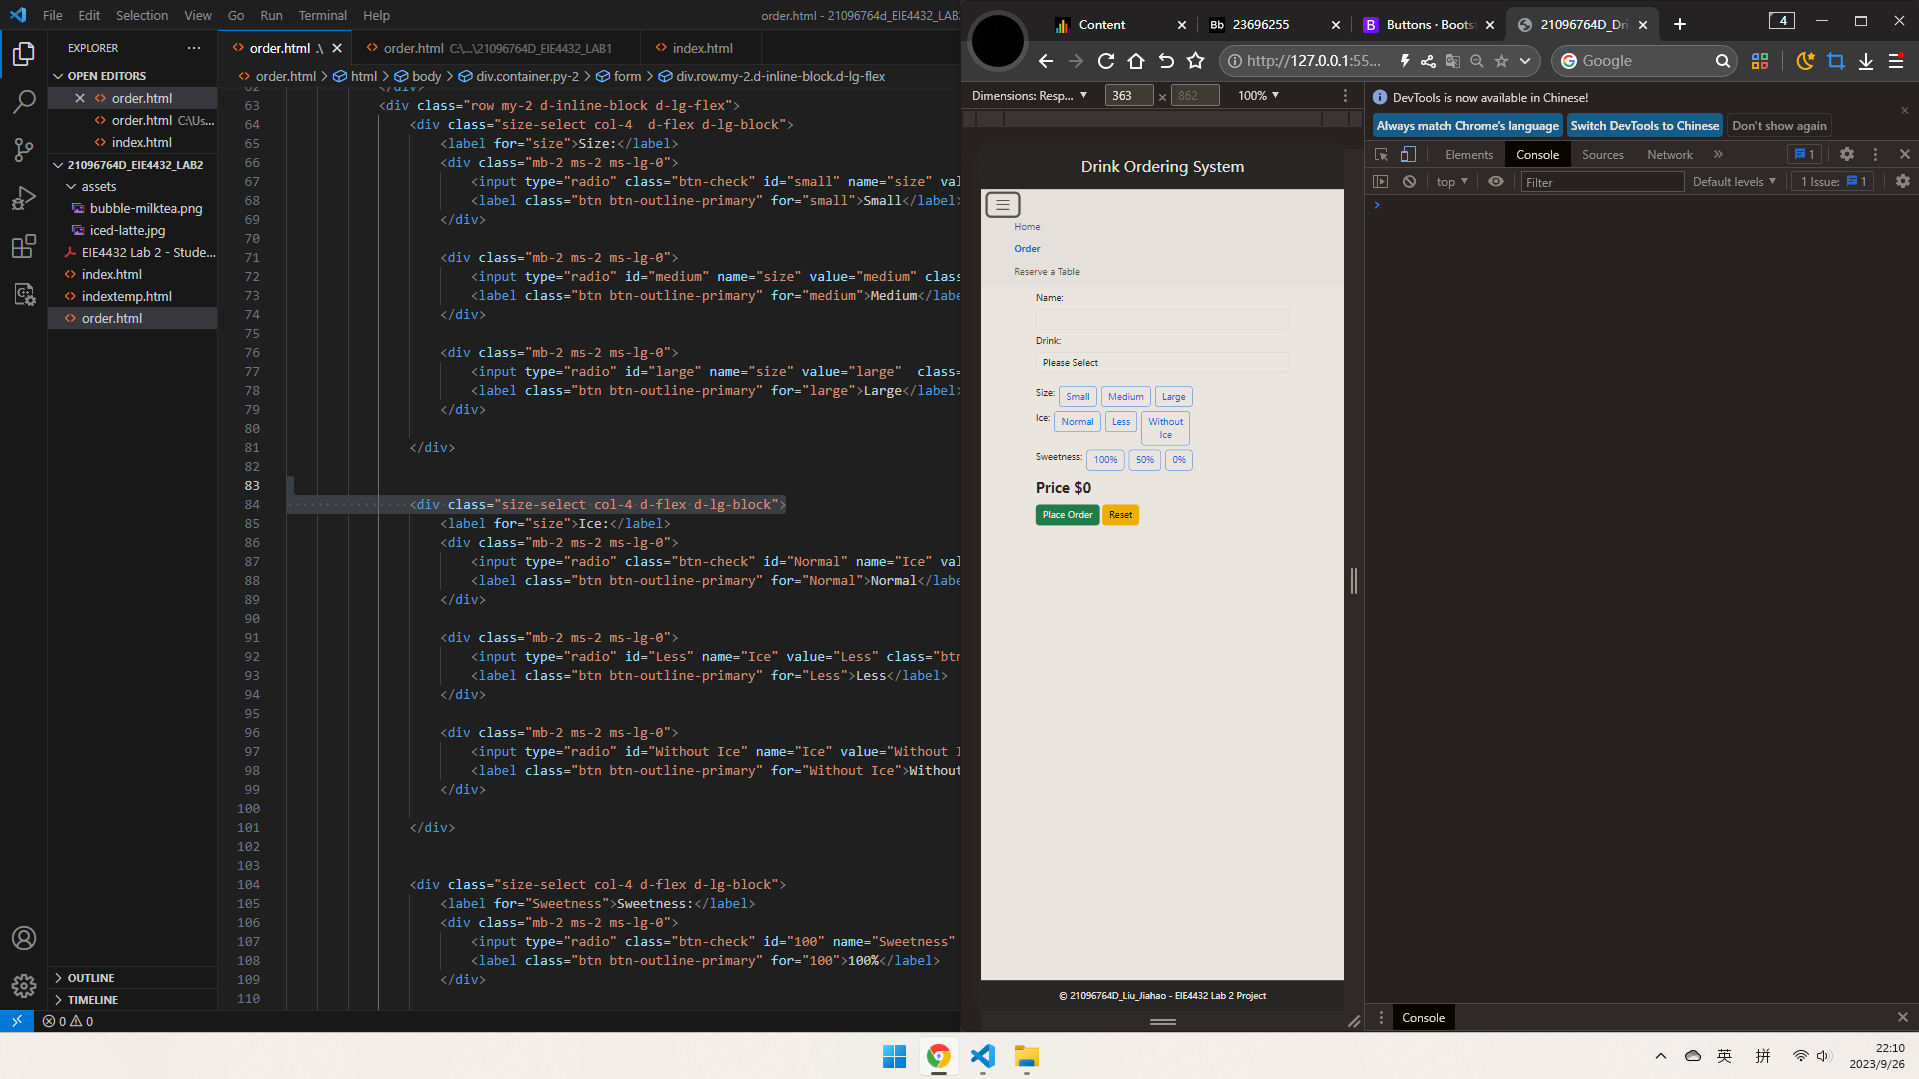 File Edit Selection View Go Run Terminal Help order.html - 21096764d_EIE4432_LAB2
EXPLORER
OPEN EDITORS
order.html
order.html C:\Us...
index.html
21096764D_EIE4432_LAB2
assets
bubble-milktea.png
iced-latte.jpg
EIE4432 Lab 2 - Stude...
index.html
indextemp.html
order.html
OUTLINE
TIMELINE
0 0
order.html .\ order.html C:\...\21096764d_EIE4432_LAB1 index.html
order.html > html > body > div.container.py-2 > form > div.row.my-2.d-inline-block.d-lg-flex
62 </div>
63 <div class="row my-2 d-inline-block d-lg-flex">
64 <div class="size-select col-4  d-flex d-lg-block">
65 <label for="size">Size:</label>
66 <div class="mb-2 ms-2 ms-lg-0">
67 <input type="radio" class="btn-check" id="small" name="size" val
68 <label class="btn btn-outline-primary" for="small">Small</label>
69 </div>
70
71 <div class="mb-2 ms-2 ms-lg-0">
72 <input type="radio" id="medium" name="size" value="medium" class
73 <label class="btn btn-outline-primary" for="medium">Medium</labe
74 </div>
75
76 <div class="mb-2 ms-2 ms-lg-0">
77 <input type="radio" id="large" name="size" value="large"  class=
78 <label class="btn btn-outline-primary" for="large">Large</label>
79 </div>
80
81 </div>
82
83
84 <div class="size-select col-4 d-flex d-lg-block">
85 <label for="size">Ice:</label>
86 <div class="mb-2 ms-2 ms-lg-0">
87 <input type="radio" class="btn-check" id="Normal" name="Ice" val
88 <label class="btn btn-outline-primary" for="Normal">Normal</labe
89 </div>
90
91 <div class="mb-2 ms-2 ms-lg-0">
92 <input type="radio" id="Less" name="Ice" value="Less" class="btn
93 <label class="btn btn-outline-primary" for="Less">Less</label>
94 </div>
95
96 <div class="mb-2 ms-2 ms-lg-0">
97 <input type="radio" id="Without Ice" name="Ice" value="Without I
98 <label class="btn btn-outline-primary" for="Without Ice">Without
99 </div>
100
101 </div>
102
103
104 <div class="size-select col-4 d-flex d-lg-block">
105 <label for="Sweetness">Sweetness:</label>
106 <div class="mb-2 ms-2 ms-lg-0">
107 <input type="radio" class="btn-check" id="100" name="Sweetness"
108 <label class="btn btn-outline-primary" for="100">100%</label>
109 </div>
110
Content Bb 23696255 B Buttons · Boots 21096764D_Dri 4
http://127.0.0.1:55... Google
Dimensions: Resp... 363 × 862 100%
Drink Ordering System
Home
Order
Reserve a Table
Name:
Drink:
Please Select
Size: Small Medium Large
Ice: Normal Less Without Ice
Sweetness: 100% 50% 0%
Price $0
Place Order Reset
© 21096764D_Liu_Jiahao - EIE4432 Lab 2 Project
DevTools is now available in Chinese!
Always match Chrome's language Switch DevTools to Chinese Don't show again
Elements Console Sources Network » 1
top Filter Default levels 1 Issue: 1
Console
英 拼 22:10
2023/9/26